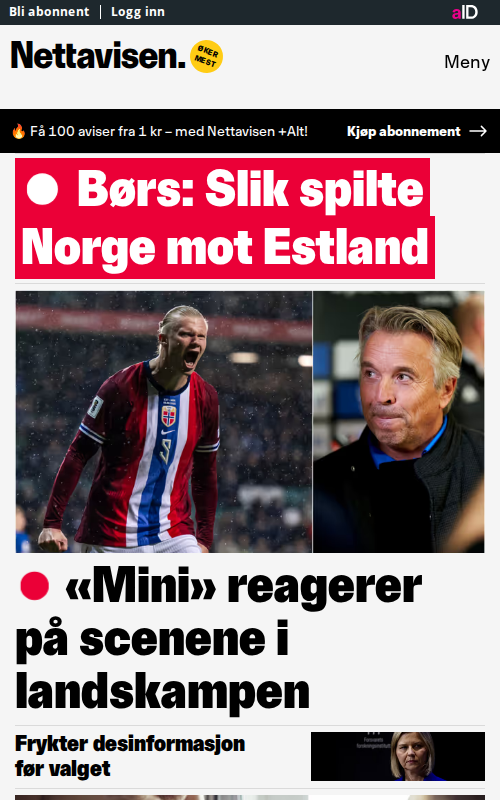 Bli abonnent | Logg inn
aID
Nettavisen.
ØKER
MEST
Meny
🔥 Få 100 aviser fra 1 kr – med Nettavisen +Alt!
Kjøp abonnement →
Børs: Slik spilte
Norge mot Estland
9
«Mini» reagerer
på scenene i
landskampen
Frykter desinformasjon
før valget